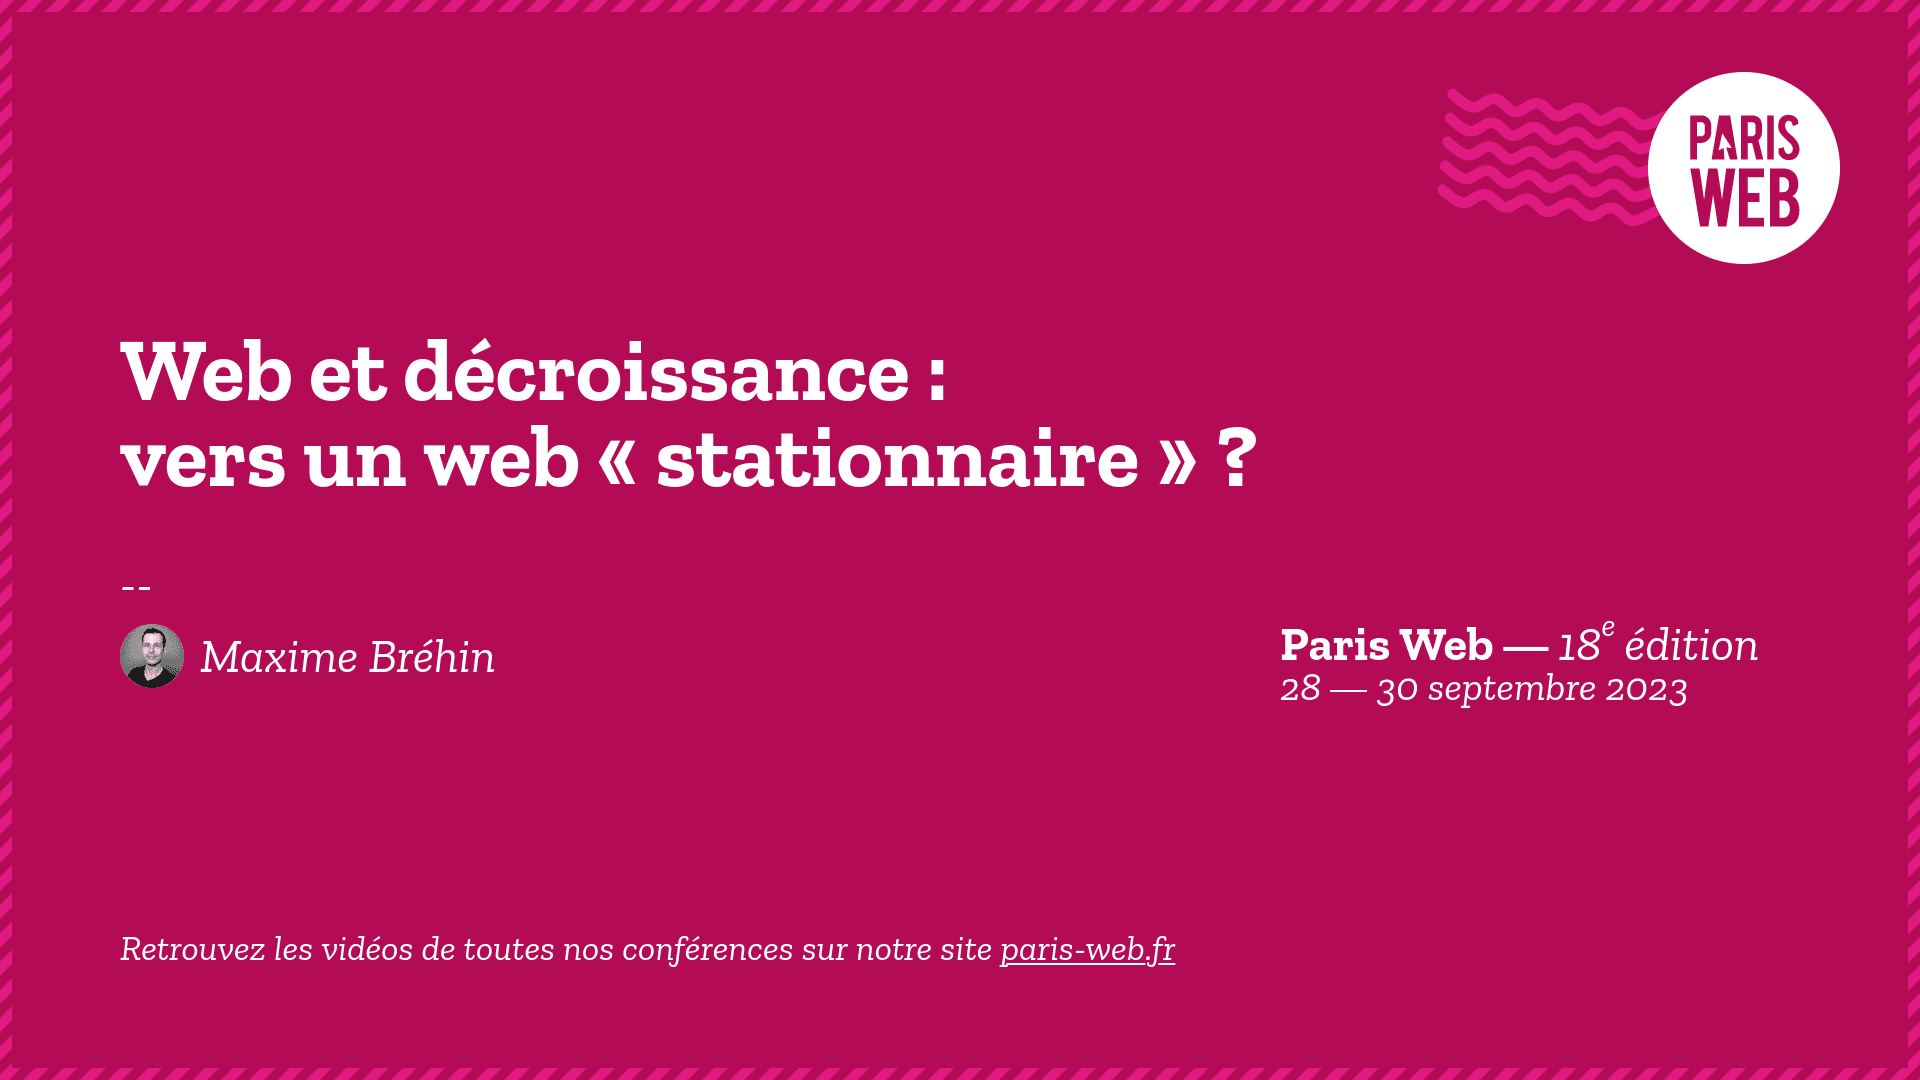 PARIS
WEB
Web et décroissance :
vers un web « stationnaire » ?
--
Maxime Bréhin
Paris Web — 18e édition
28 — 30 septembre 2023
Retrouvez les vidéos de toutes nos conférences sur notre site paris-web.fr